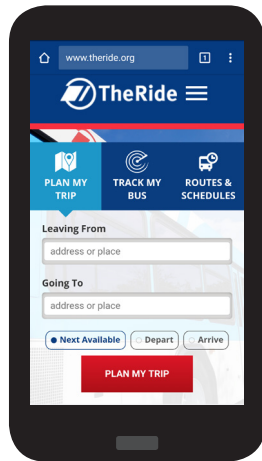 www.theride.org 1
TheRide
PLAN MY TRIP
TRACK MY BUS
ROUTES & SCHEDULES
Leaving From
address or place
Going To
address or place
Next Available Depart Arrive
PLAN MY TRIP